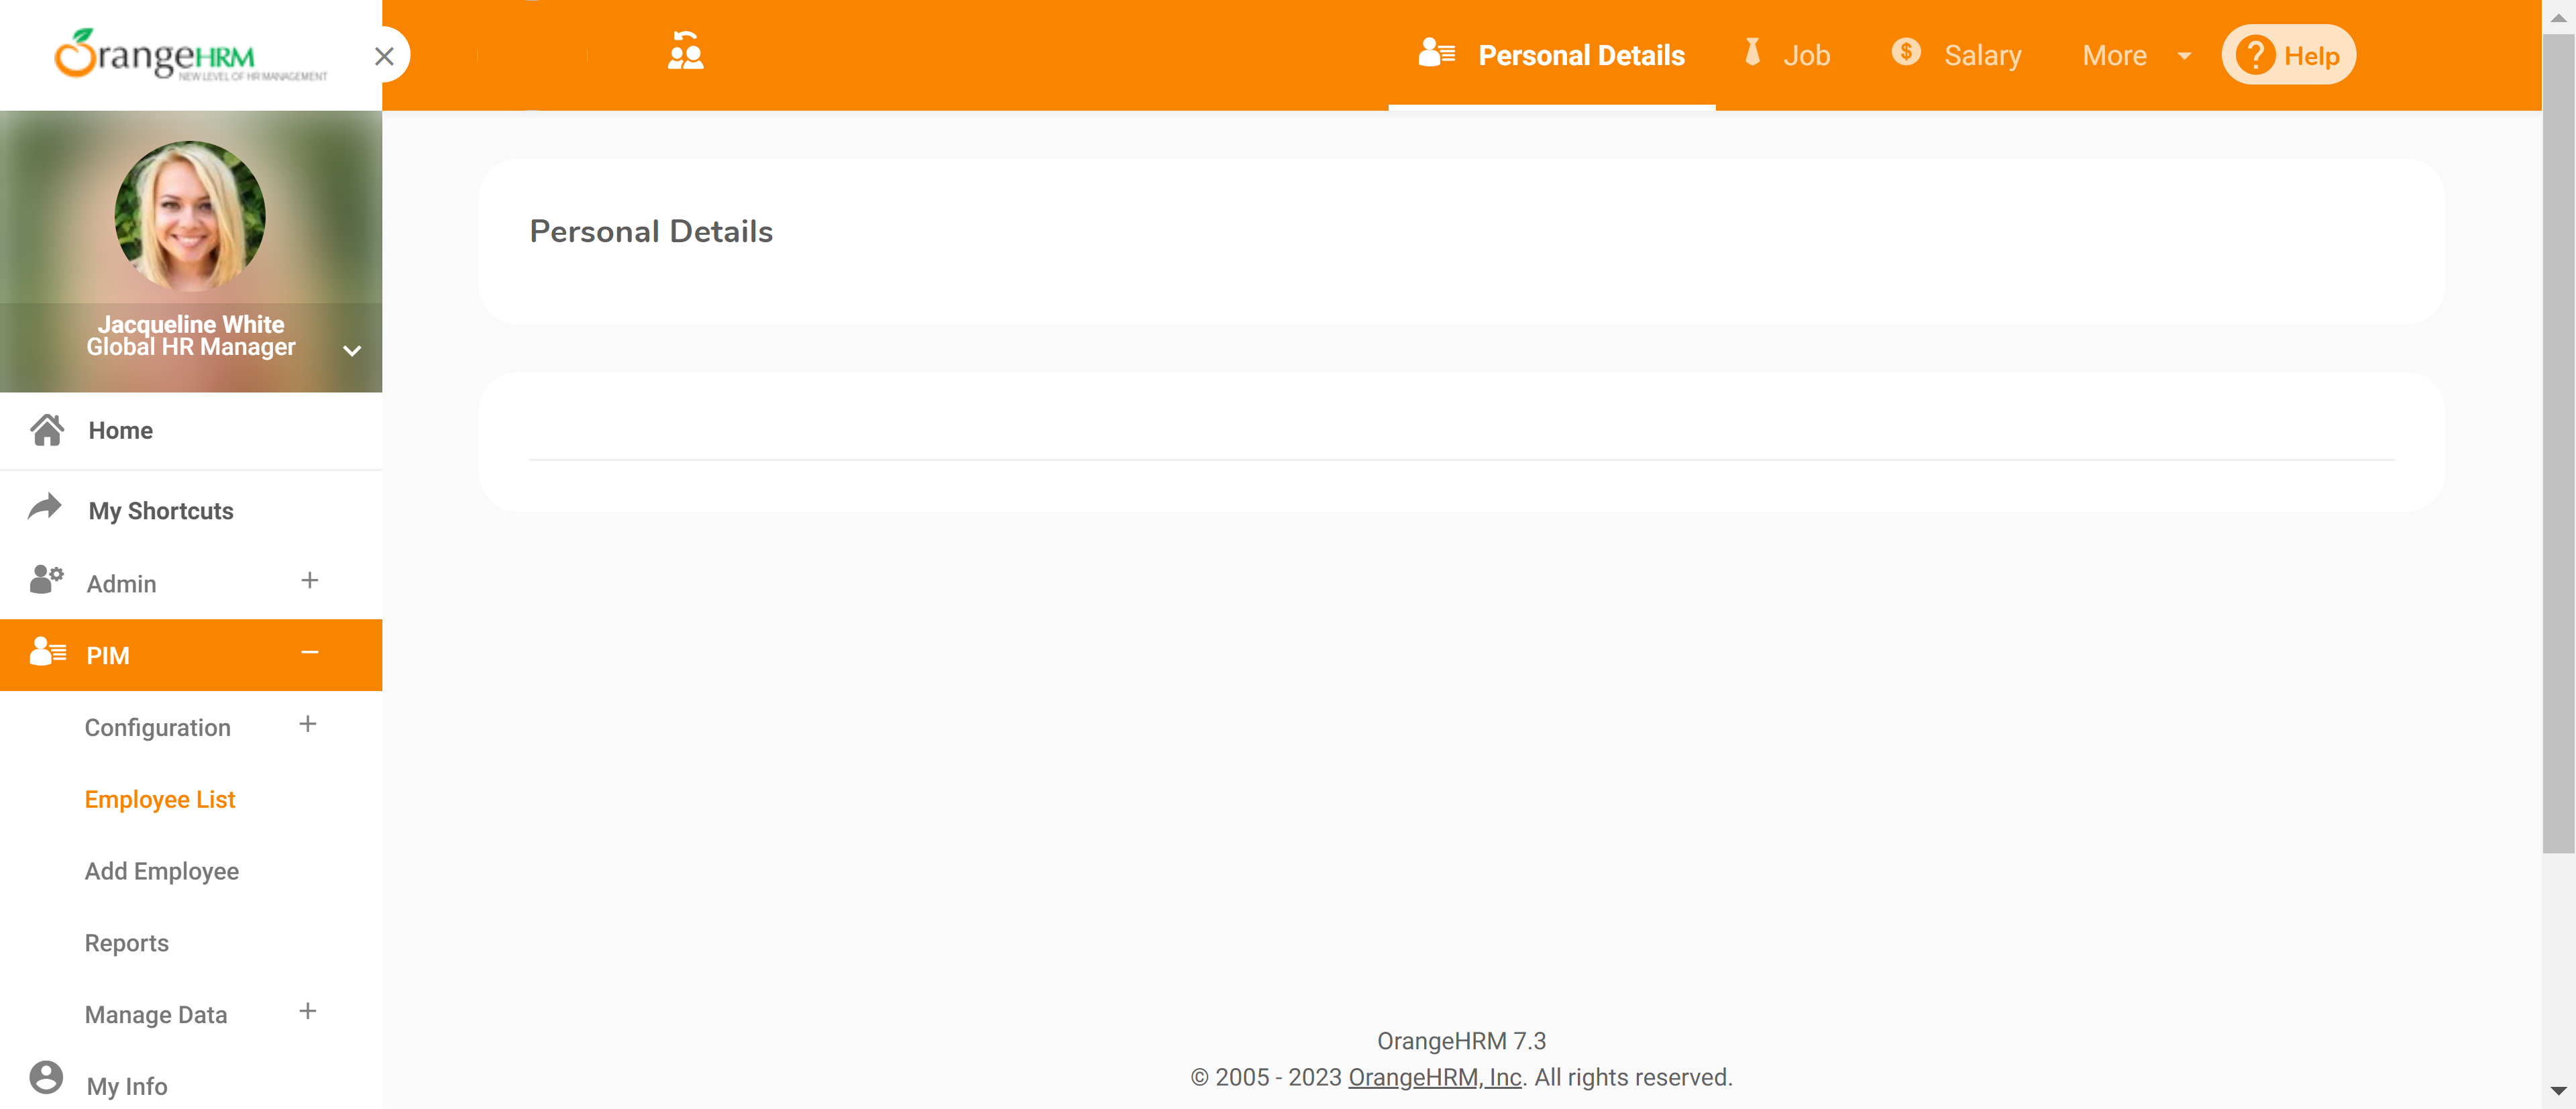 OrangeHRM
NEW LEVEL OF HR MANAGEMENT
Personal Details
Job
Salary
More
Help
Jacqueline White
Global HR Manager
Home
My Shortcuts
Admin
PIM
Configuration
Employee List
Add Employee
Reports
Manage Data
My Info
Personal Details
OrangeHRM 7.3
© 2005 - 2023 OrangeHRM, Inc. All rights reserved.